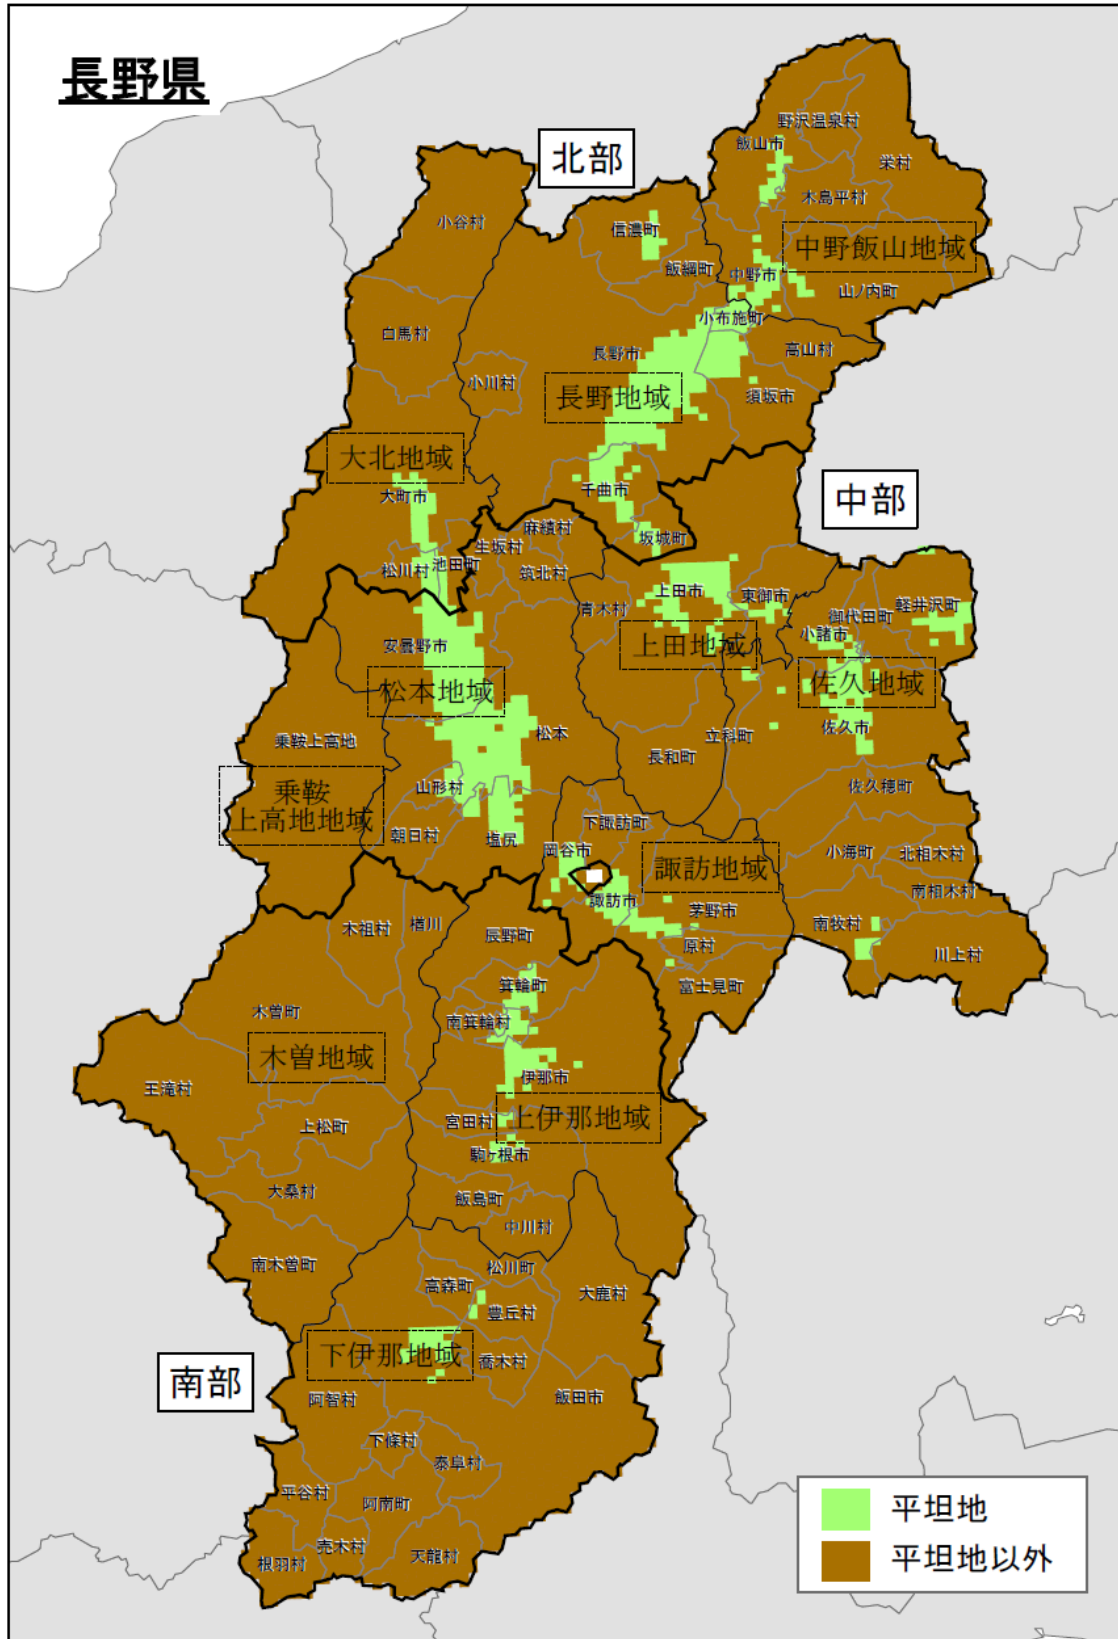 長野県
北部
野沢温泉村
飯山市
栄村
木島平村
小谷村
信濃町
中野飯山地域
飯綱町
中野市
山ノ内町
小布施町
白馬村
長野市
高山村
小川村
長野地域
須坂市
大北地域
千曲市
中部
大町市
麻績村
坂城町
生坂村
松川村
池田町
筑北村
上田市
東御市
青木村
御代田町
軽井沢町
小諸市
安曇野市
上田地域
松本地域
佐久地域
乗鞍上高地
松本
立科町
佐久市
長和町
乗鞍
上高地地域
山形村
佐久穂町
朝日村
塩尻
下諏訪町
岡谷市
諏訪地域
小海町
北相木村
南相木村
諏訪市
茅野市
木祖村
楢川
辰野町
原村
南牧村
川上村
箕輪町
富士見町
木曽町
南箕輪村
木曽地域
伊那市
王滝村
上松町
宮田村
上伊那地域
駒ヶ根市
大桑村
飯島町
中川村
南木曽町
松川町
高森町
大鹿村
豊丘村
下伊那地域
喬木村
南部
阿智村
飯田市
下條村
泰阜村
平谷村
阿南町
売木村
天龍村
根羽村
平坦地
平坦地以外